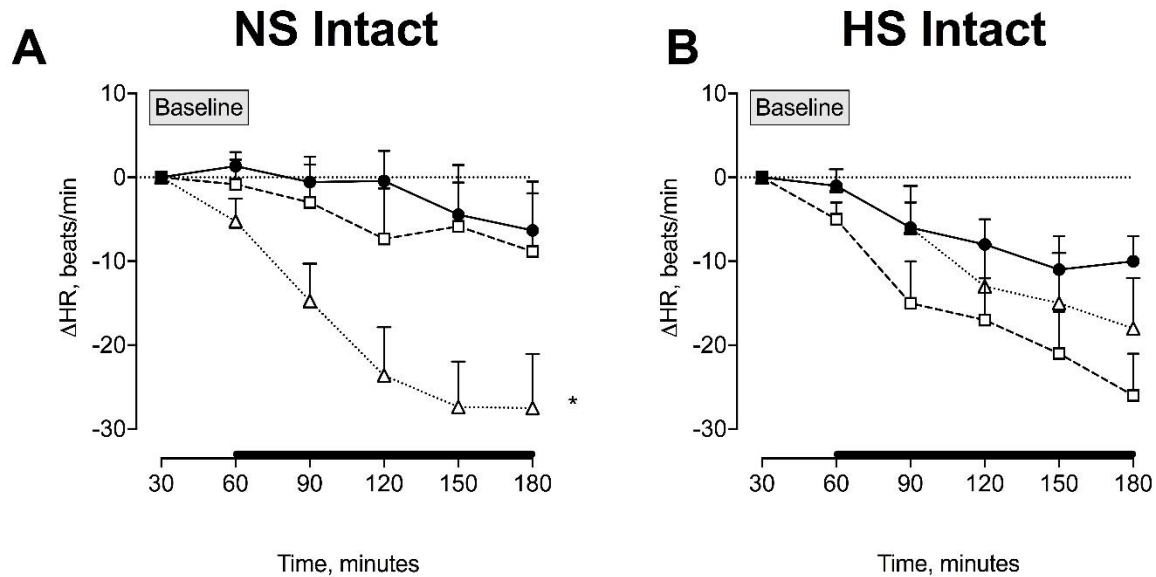 A
NS Intact
Baseline
ΔHR, beats/min
10
0
-10
-20
-30
*
30 60 90 120 150 180
Time, minutes
B
HS Intact
Baseline
ΔHR, beats/min
10
0
-10
-20
-30
30 60 90 120 150 180
Time, minutes